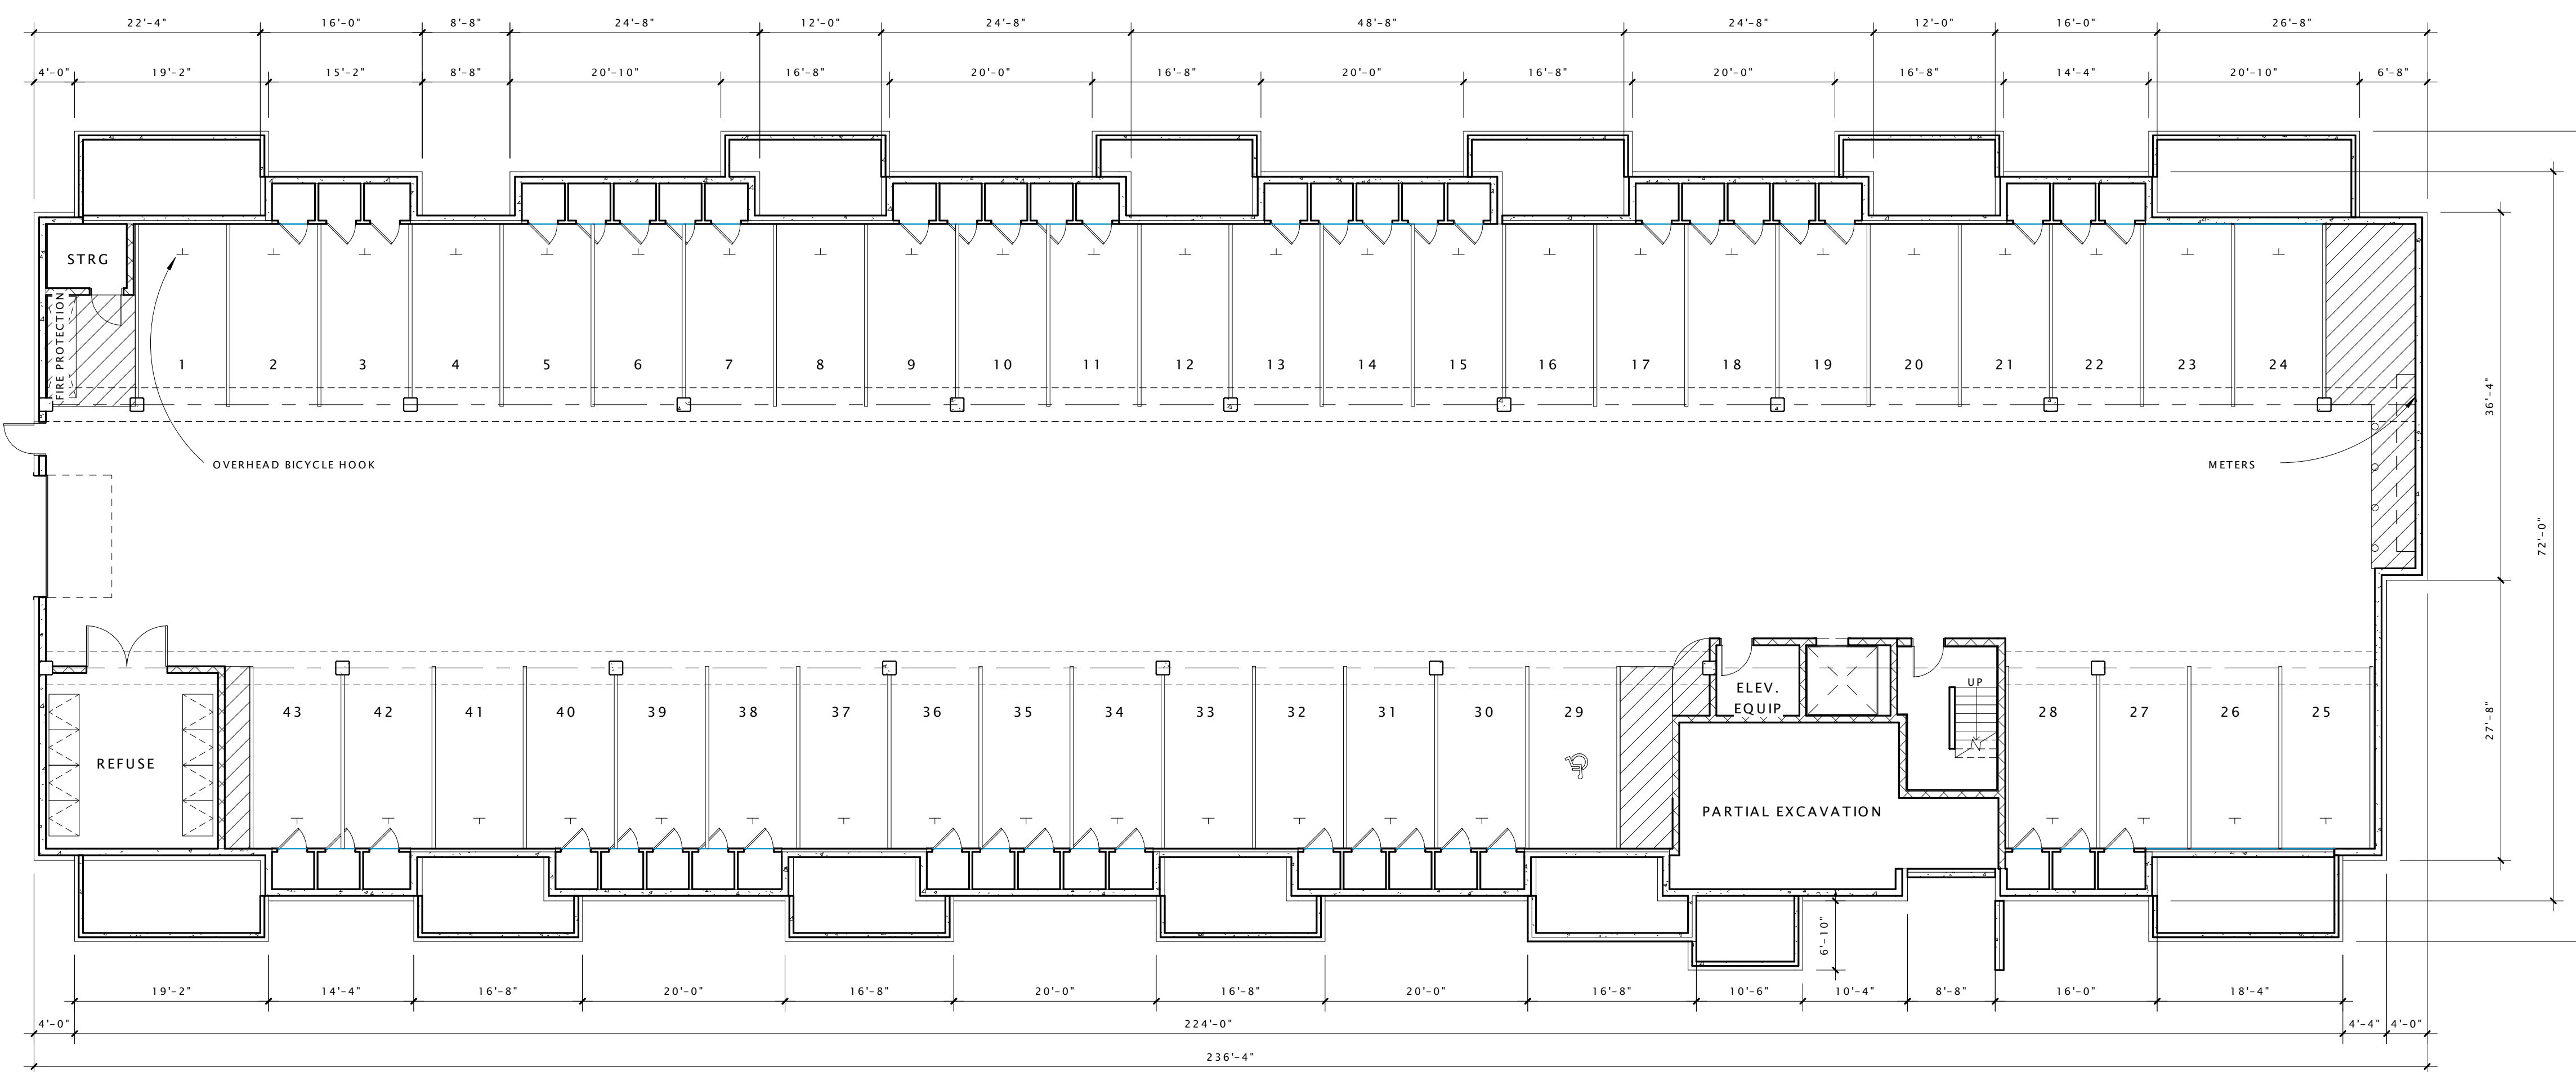 22'-4" 16'-0" 8'-8" 24'-8" 12'-0" 24'-8" 48'-8" 24'-8" 12'-0" 16'-0" 26'-8"
4'-0" 19'-2" 15'-2" 8'-8" 20'-10" 16'-8" 20'-0" 16'-8" 20'-0" 16'-8" 20'-0" 16'-8" 14'-4" 20'-10" 6'-8"
STRG
FIRE PROTECTION
1 2 3 4 5 6 7 8 9 10 11 12 13 14 15 16 17 18 19 20 21 22 23 24
36'-4"
OVERHEAD BICYCLE HOOK
METERS
72'-0"
UP
ELEV.
EQUIP
43 42 41 40 39 38 37 36 35 34 33 32 31 30 29 28 27 26 25
27'-8"
REFUSE
PARTIAL EXCAVATION
6'-10"
19'-2" 14'-4" 16'-8" 20'-0" 16'-8" 20'-0" 16'-8" 20'-0" 16'-8" 10'-6" 10'-4" 8'-8" 16'-0" 18'-4"
4'-0" 224'-0" 4'-4" 4'-0"
236'-4"